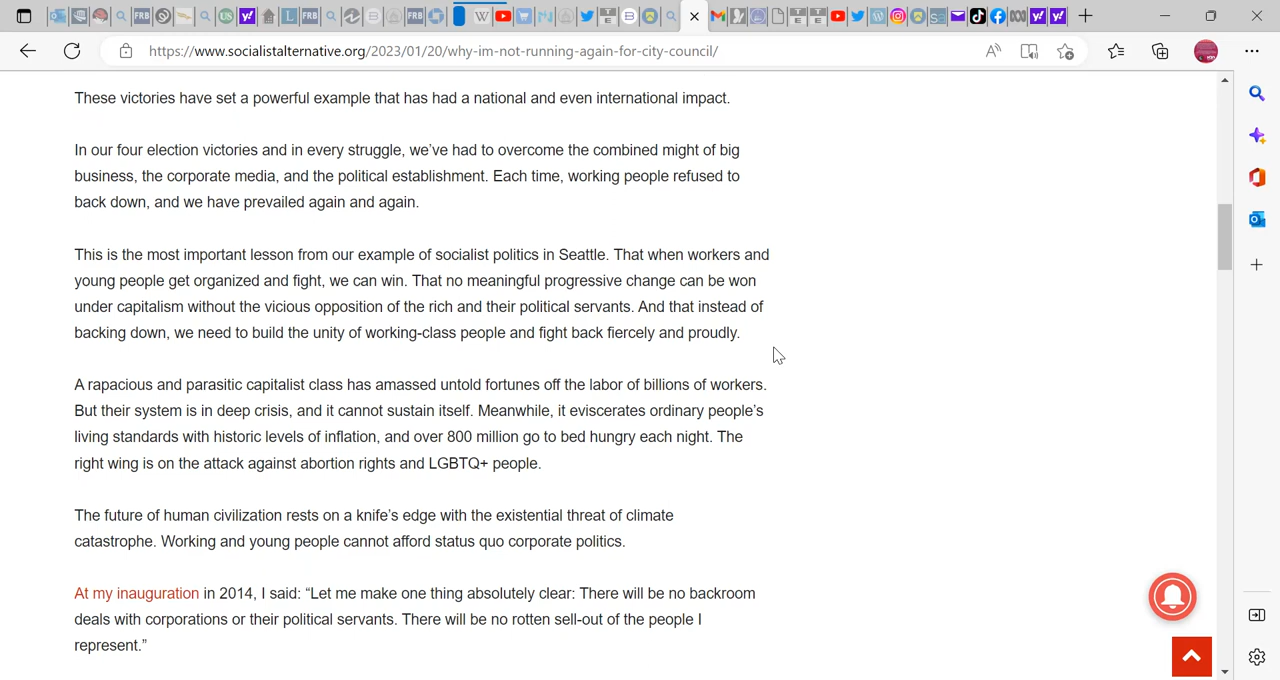 https://www.socialistalternative.org/2023/01/20/why-im-not-running-again-for-city-council/
These victories have set a powerful example that has had a national and even international impact.
In our four election victories and in every struggle, we’ve had to overcome the combined might of big
business, the corporate media, and the political establishment. Each time, working people refused to
back down, and we have prevailed again and again.
This is the most important lesson from our example of socialist politics in Seattle. That when workers and
young people get organized and fight, we can win. That no meaningful progressive change can be won
under capitalism without the vicious opposition of the rich and their political servants. And that instead of
backing down, we need to build the unity of working-class people and fight back fiercely and proudly.
A rapacious and parasitic capitalist class has amassed untold fortunes off the labor of billions of workers.
But their system is in deep crisis, and it cannot sustain itself. Meanwhile, it eviscerates ordinary people’s
living standards with historic levels of inflation, and over 800 million go to bed hungry each night. The
right wing is on the attack against abortion rights and LGBTQ+ people.
The future of human civilization rests on a knife’s edge with the existential threat of climate
catastrophe. Working and young people cannot afford status quo corporate politics.
At my inauguration in 2014, I said: “Let me make one thing absolutely clear: There will be no backroom
deals with corporations or their political servants. There will be no rotten sell-out of the people I
represent.”